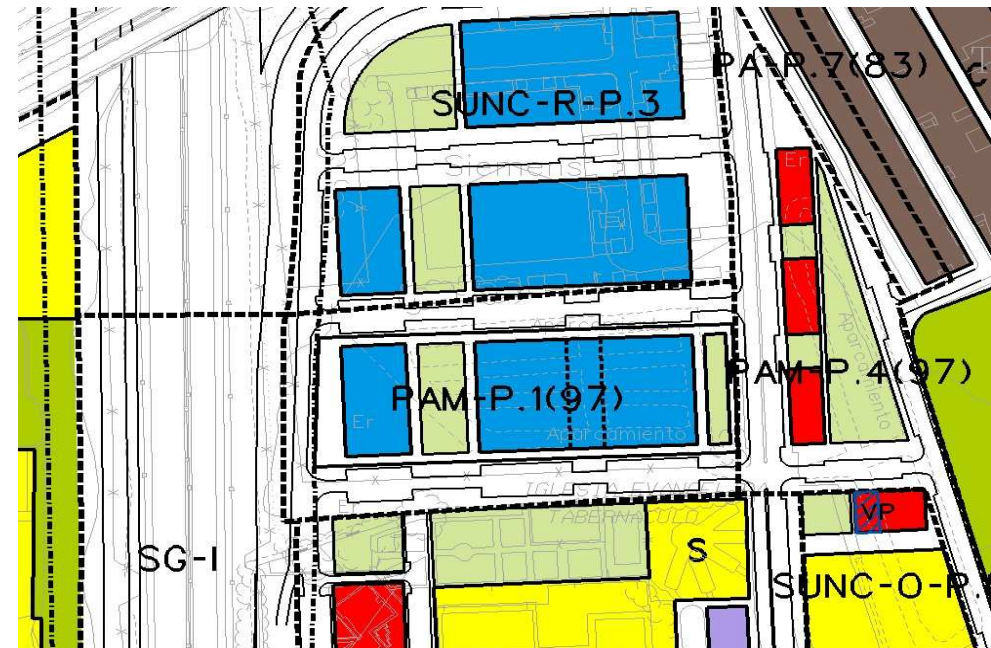 PA-P.7(83)
SUNC-R-P.3
Er
Siemens
Aparcamiento
PAM-P.1(97)
PAM-P.4(97)
Er
Aparcamiento
IGLESIA EVANGELICA
TABERNACULO
VP
SG-I
S
SUNC-O-P.